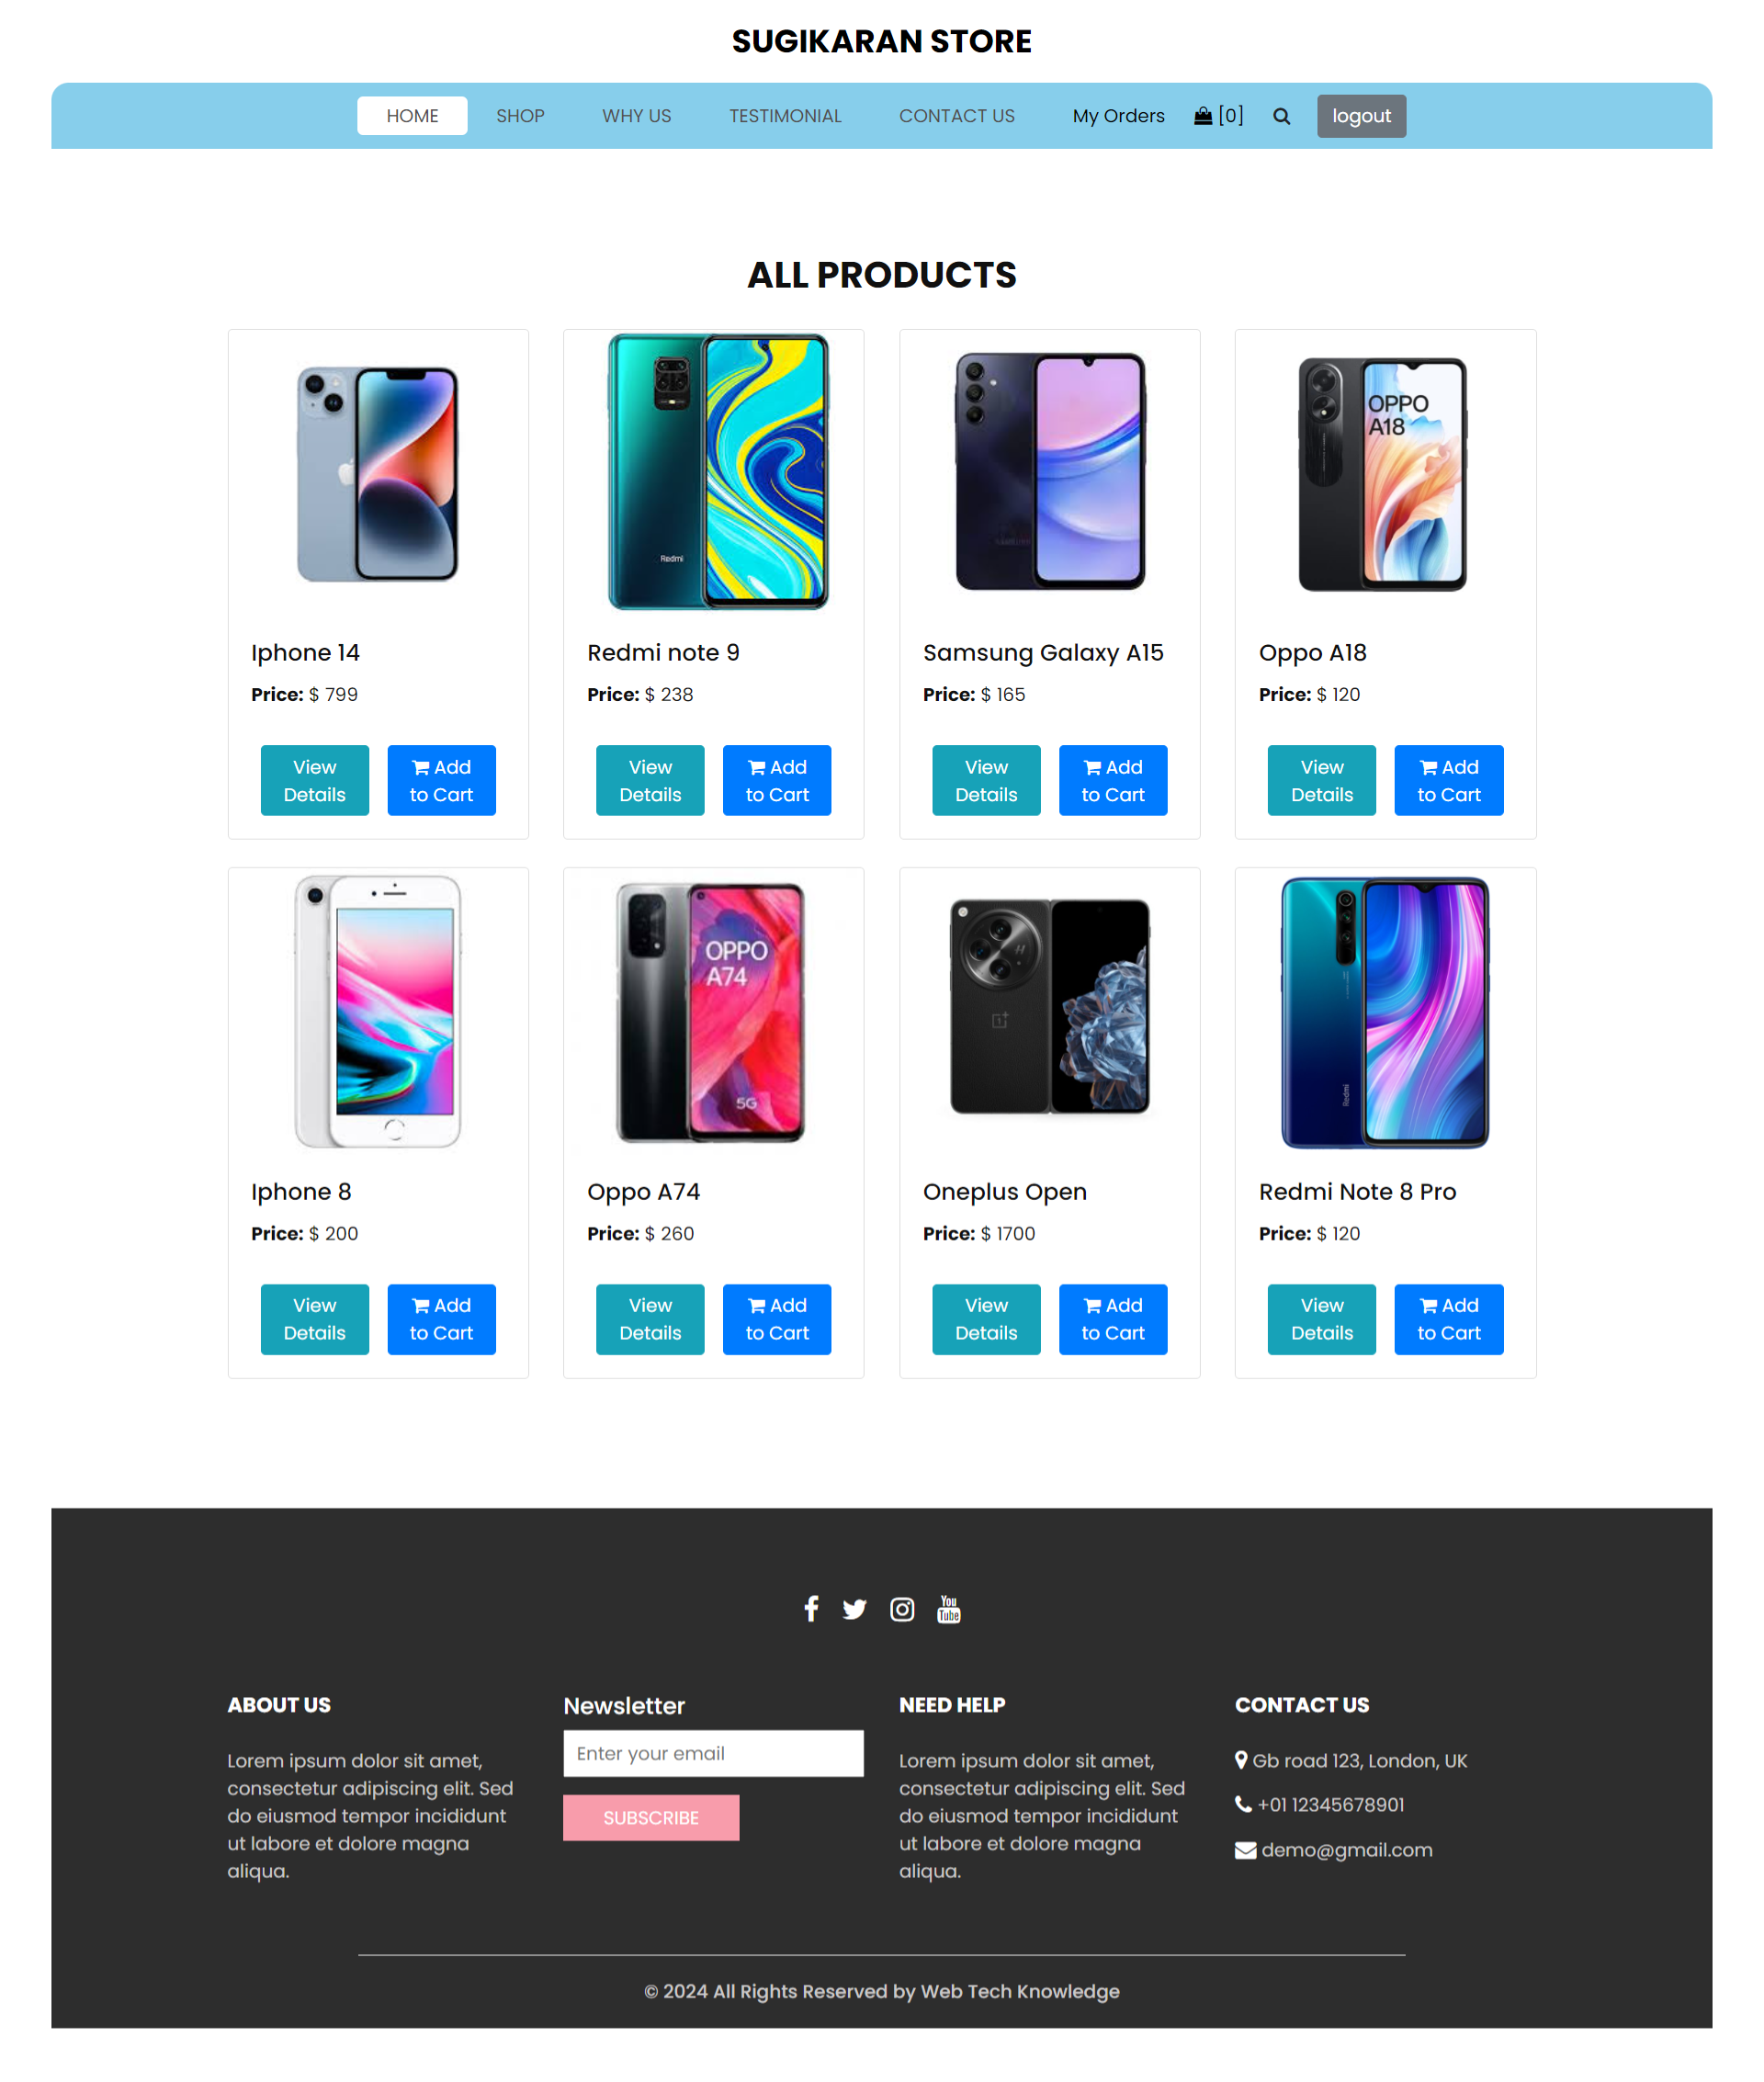 SUGIKARAN STORE
HOME SHOP WHY US TESTIMONIAL CONTACT US My Orders [0] logout
ALL PRODUCTS
Redmi
OPPO
A18
Iphone 14
Price: $ 799
View
Details
Add
to Cart
Redmi note 9
Price: $ 238
View
Details
Add
to Cart
Samsung Galaxy A15
Price: $ 165
View
Details
Add
to Cart
Oppo A18
Price: $ 120
View
Details
Add
to Cart
OPPO
A74
5G
Redmi
Iphone 8
Price: $ 200
View
Details
Add
to Cart
Oppo A74
Price: $ 260
View
Details
Add
to Cart
Oneplus Open
Price: $ 1700
View
Details
Add
to Cart
Redmi Note 8 Pro
Price: $ 120
View
Details
Add
to Cart
You
Tube
ABOUT US
Lorem ipsum dolor sit amet,
consectetur adipiscing elit. Sed
do eiusmod tempor incididunt
ut labore et dolore magna
aliqua.
Newsletter
Enter your email
SUBSCRIBE
NEED HELP
Lorem ipsum dolor sit amet,
consectetur adipiscing elit. Sed
do eiusmod tempor incididunt
ut labore et dolore magna
aliqua.
CONTACT US
Gb road 123, London, UK
+01 12345678901
demo@gmail.com
© 2024 All Rights Reserved by Web Tech Knowledge